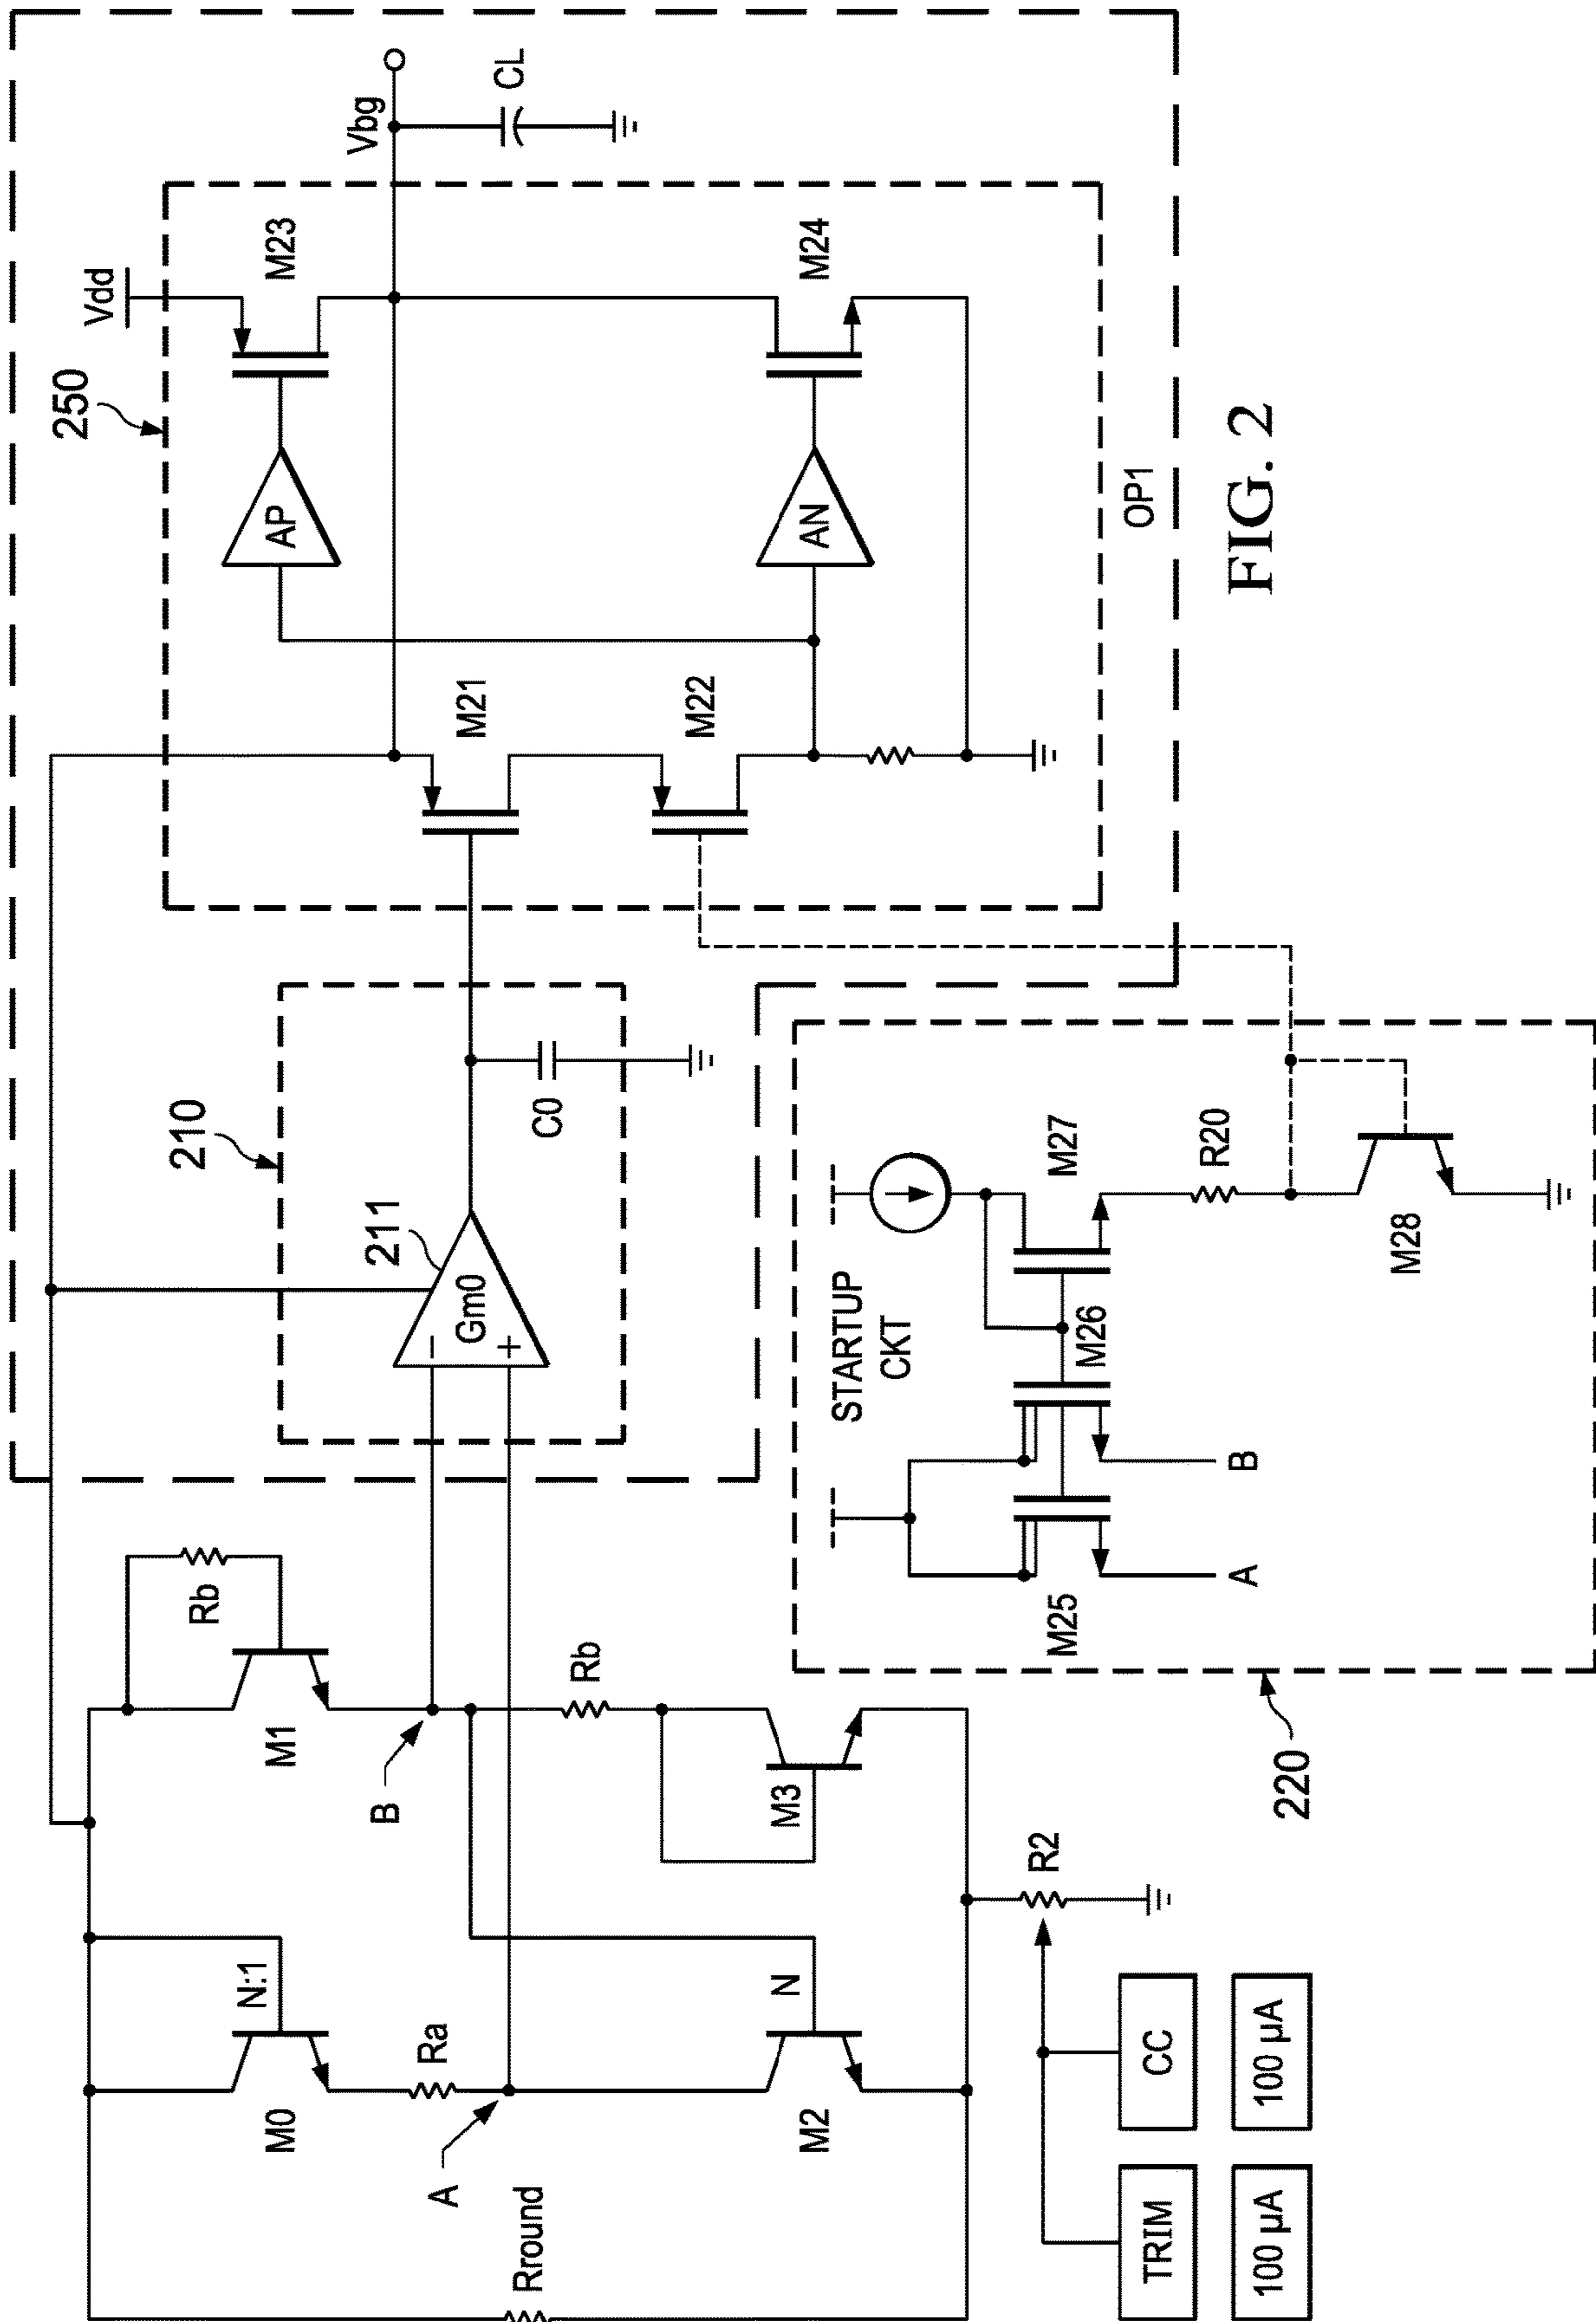 250
Vdd
Vbg
CL
M23
AP
M21
M22
AN
M24
OP1
210
211
Gm0
−
+
C0
FIG. 2
Rb
M1
B
Rb
M3
N:1
M0
Ra
A
N
M2
Rround
R2
TRIM
CC
100 µA
100 µA
220
STARTUP
CKT
M25
M26
M27
A
B
R20
M28